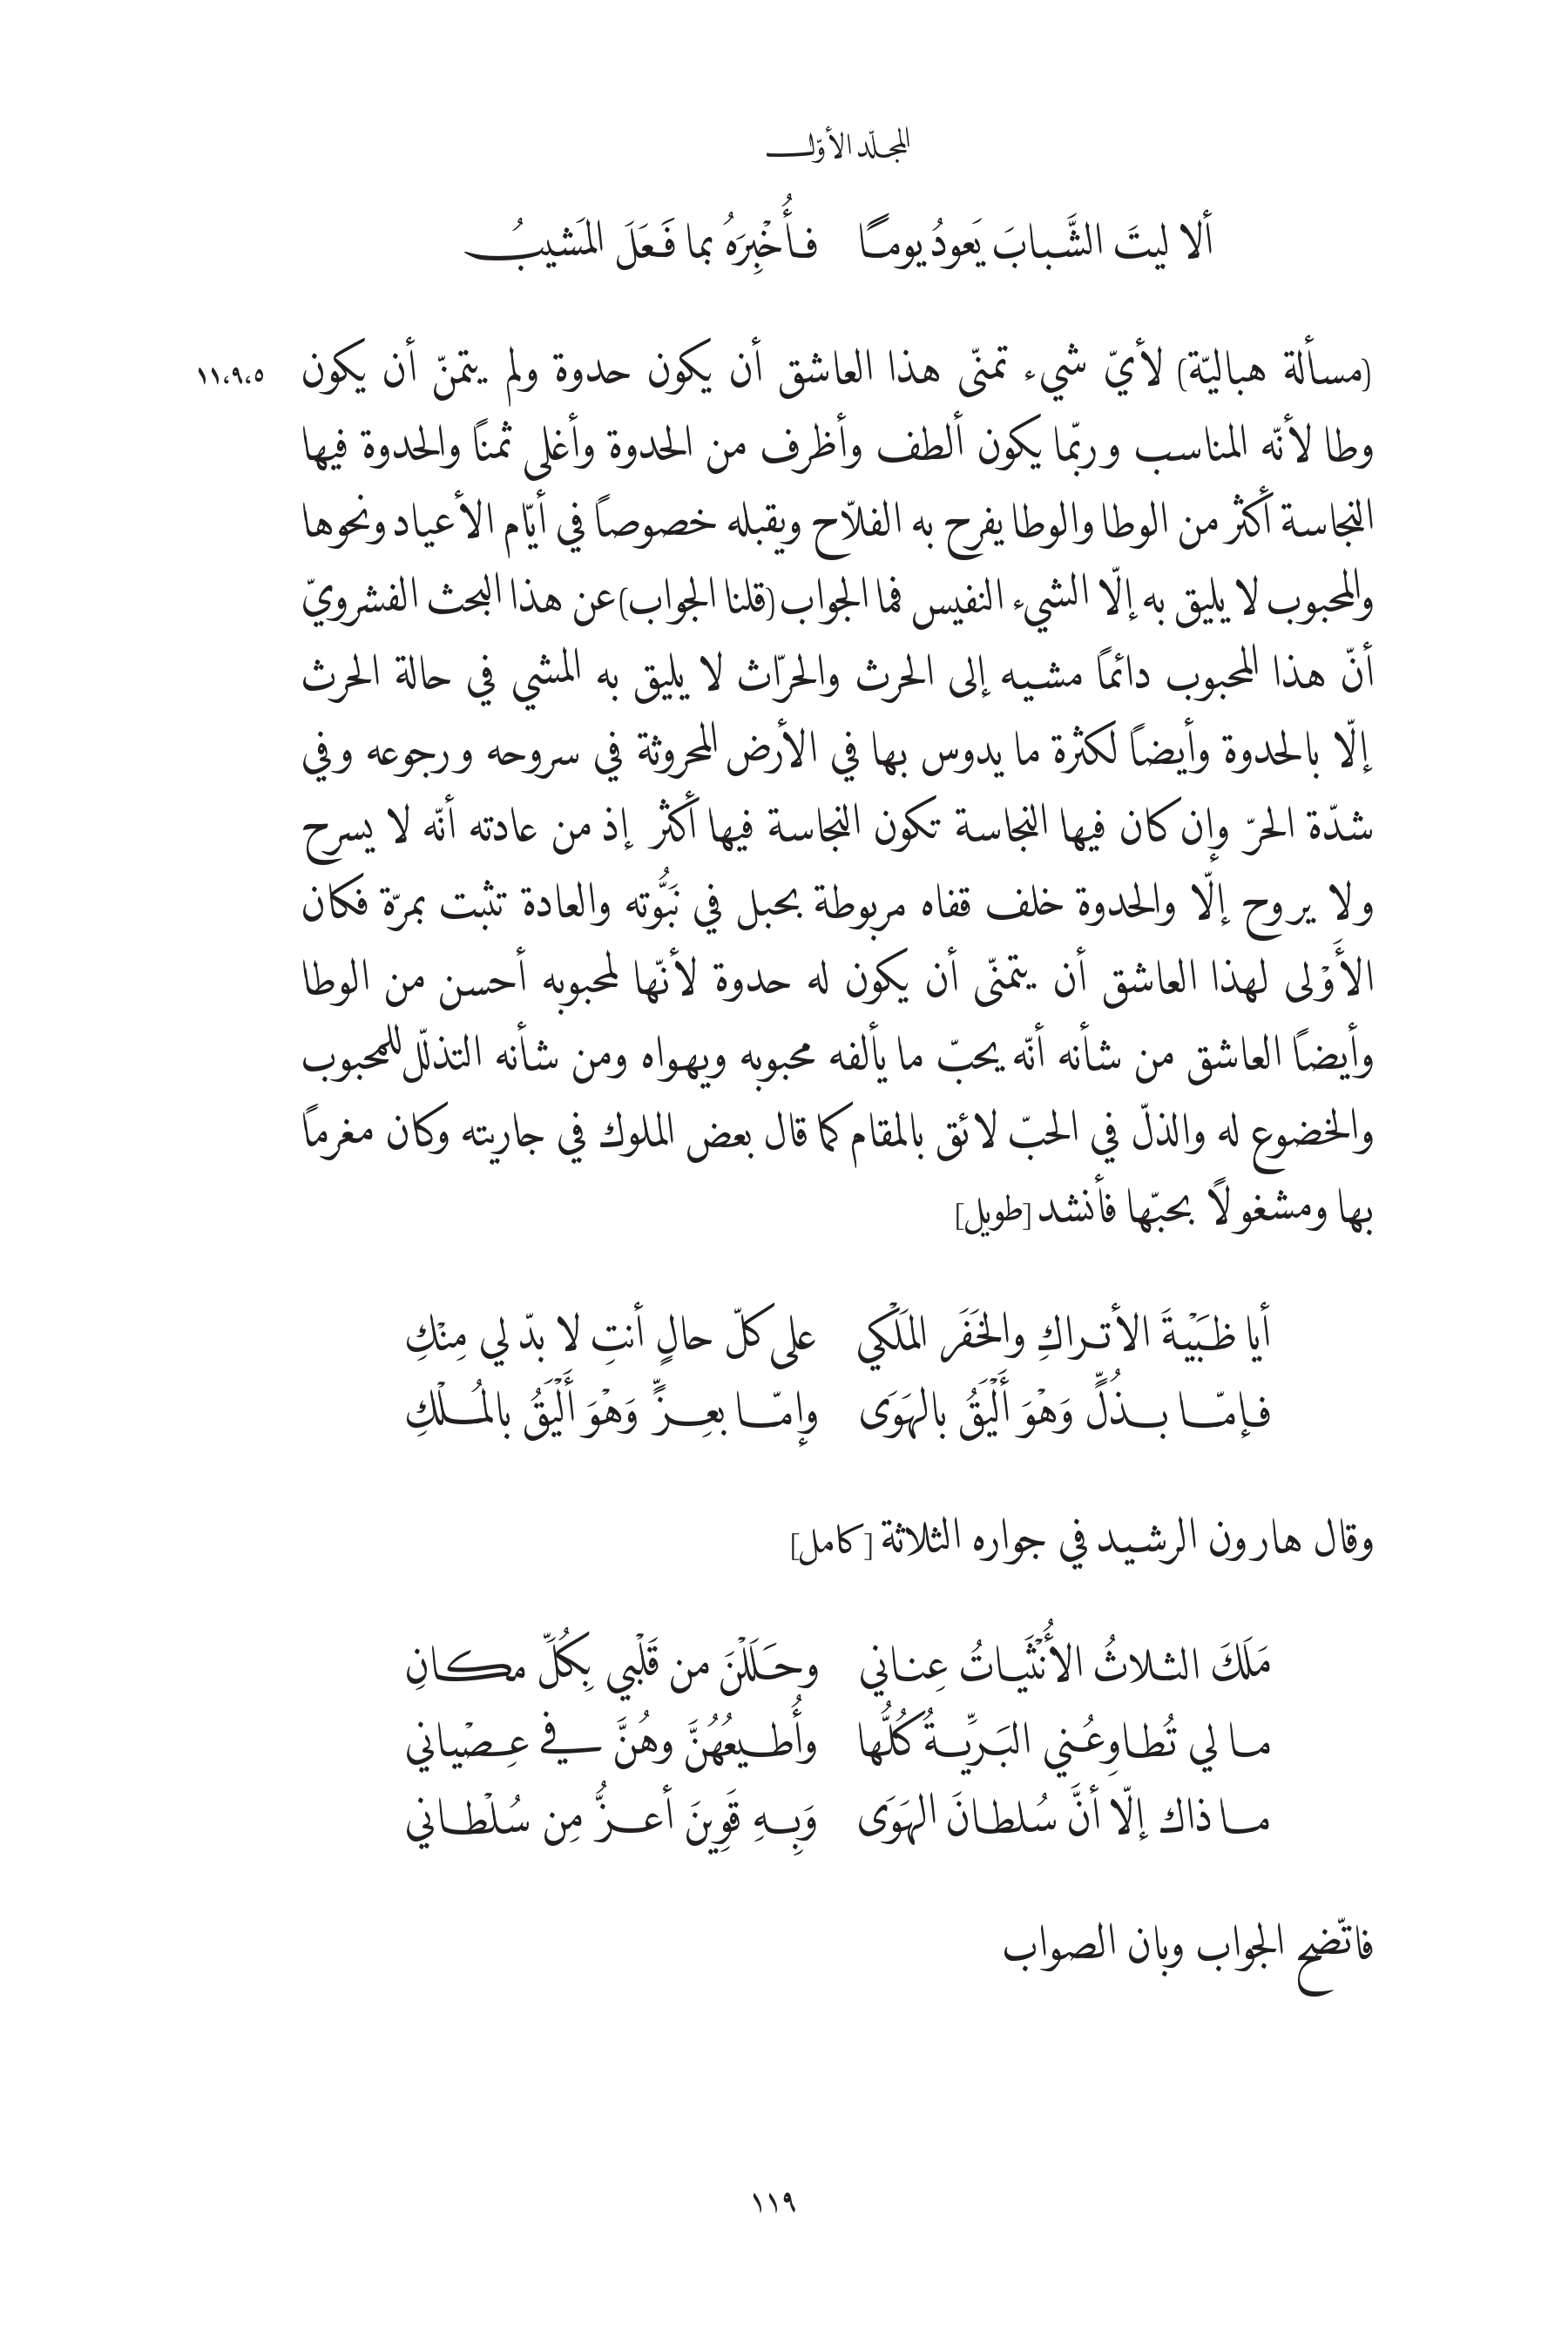 المجلّد الأوّل
ألا ليتَ الشَّبابَ يَعودُ يومًا فأُخْبِرَهُ بما فَعَلَ المَشيبُ
(مسألة هباليّة) لأيّ شيء تمنّى هذا العاشق أن يكون حدوة ولم يتمنّ أن يكون ١١،٩،٥
وطا لأنّه المناسب وربّما يكون ألطف وأظرف من الحدوة وأغلى ثمنًا والحدوة فيها
النجاسة أكثر من الوطا والوطا يفرح به الفلاّح ويقبله خصوصاً في أيّام الأعياد ونحوها
والمحبوب لا يليق به إلّا الشيء النفيس فما الجواب (قلنا الجواب) عن هذا البحث الفشرويّ
أنّ هذا المحبوب دائمًا مشيه إلى الحرث والحرّاث لا يليق به المشي في حالة الحرث
إلّا بالحدوة وأيضاً لكثرة ما يدوس بها في الأرض المحروثة في سروحه ورجوعه وفي
شدّة الحرّ وإن كان فيها النجاسة تكون النجاسة فيها أكثر إذ من عادته أنّه لا يسرح
ولا يروح إلّا والحدوة خلف قفاه مربوطة بحبل في نَبُّوته والعادة تثبت بمرّة فكان
الأَوْلى لهذا العاشق أن يتمنّى أن يكون له حدوة لأنّها لمحبوبه أحسن من الوطا
وأيضاً العاشق من شأنه أنّه يحبّ ما يألفه محبوبه ويهواه ومن شأنه التذلّل للمحبوب
والخضوع له والذلّ في الحبّ لائق بالمقام كما قال بعض الملوك في جاريته وكان مغرماً
بها ومشغولاً بحبّها فأنشد [طويل]
أيا ظَبْيةَ الأتراكِ والخَفَر المَلَكي على كلّ حالٍ أنتِ لا بدّ لي مِنْكِ
فإمّا بذُلٍّ وَهْوَ أَلْيَقُ بالهَوَى وإمّا بعِزٍّ وَهْوَ أَلْيَقُ بالمُلْكِ
وقال هارون الرشيد في جواره الثلاثة [كامل]
مَلَكَ الثلاثُ الأُنْثَياتُ عِناني وحَلَلْنَ من قَلْبي بِكُلِّ مكانِ
ما لي تُطاوِعُني البَرِّيةُ كُلُّها وأُطيعُهُنَّ وهُنَّ في عِصْياني
ما ذاك إلّا أنَّ سُلطانَ الهَوَى وَبِهِ قَوِينَ أعزُّ مِن سُلْطاني
فاتّضح الجواب وبان الصواب
١١٩